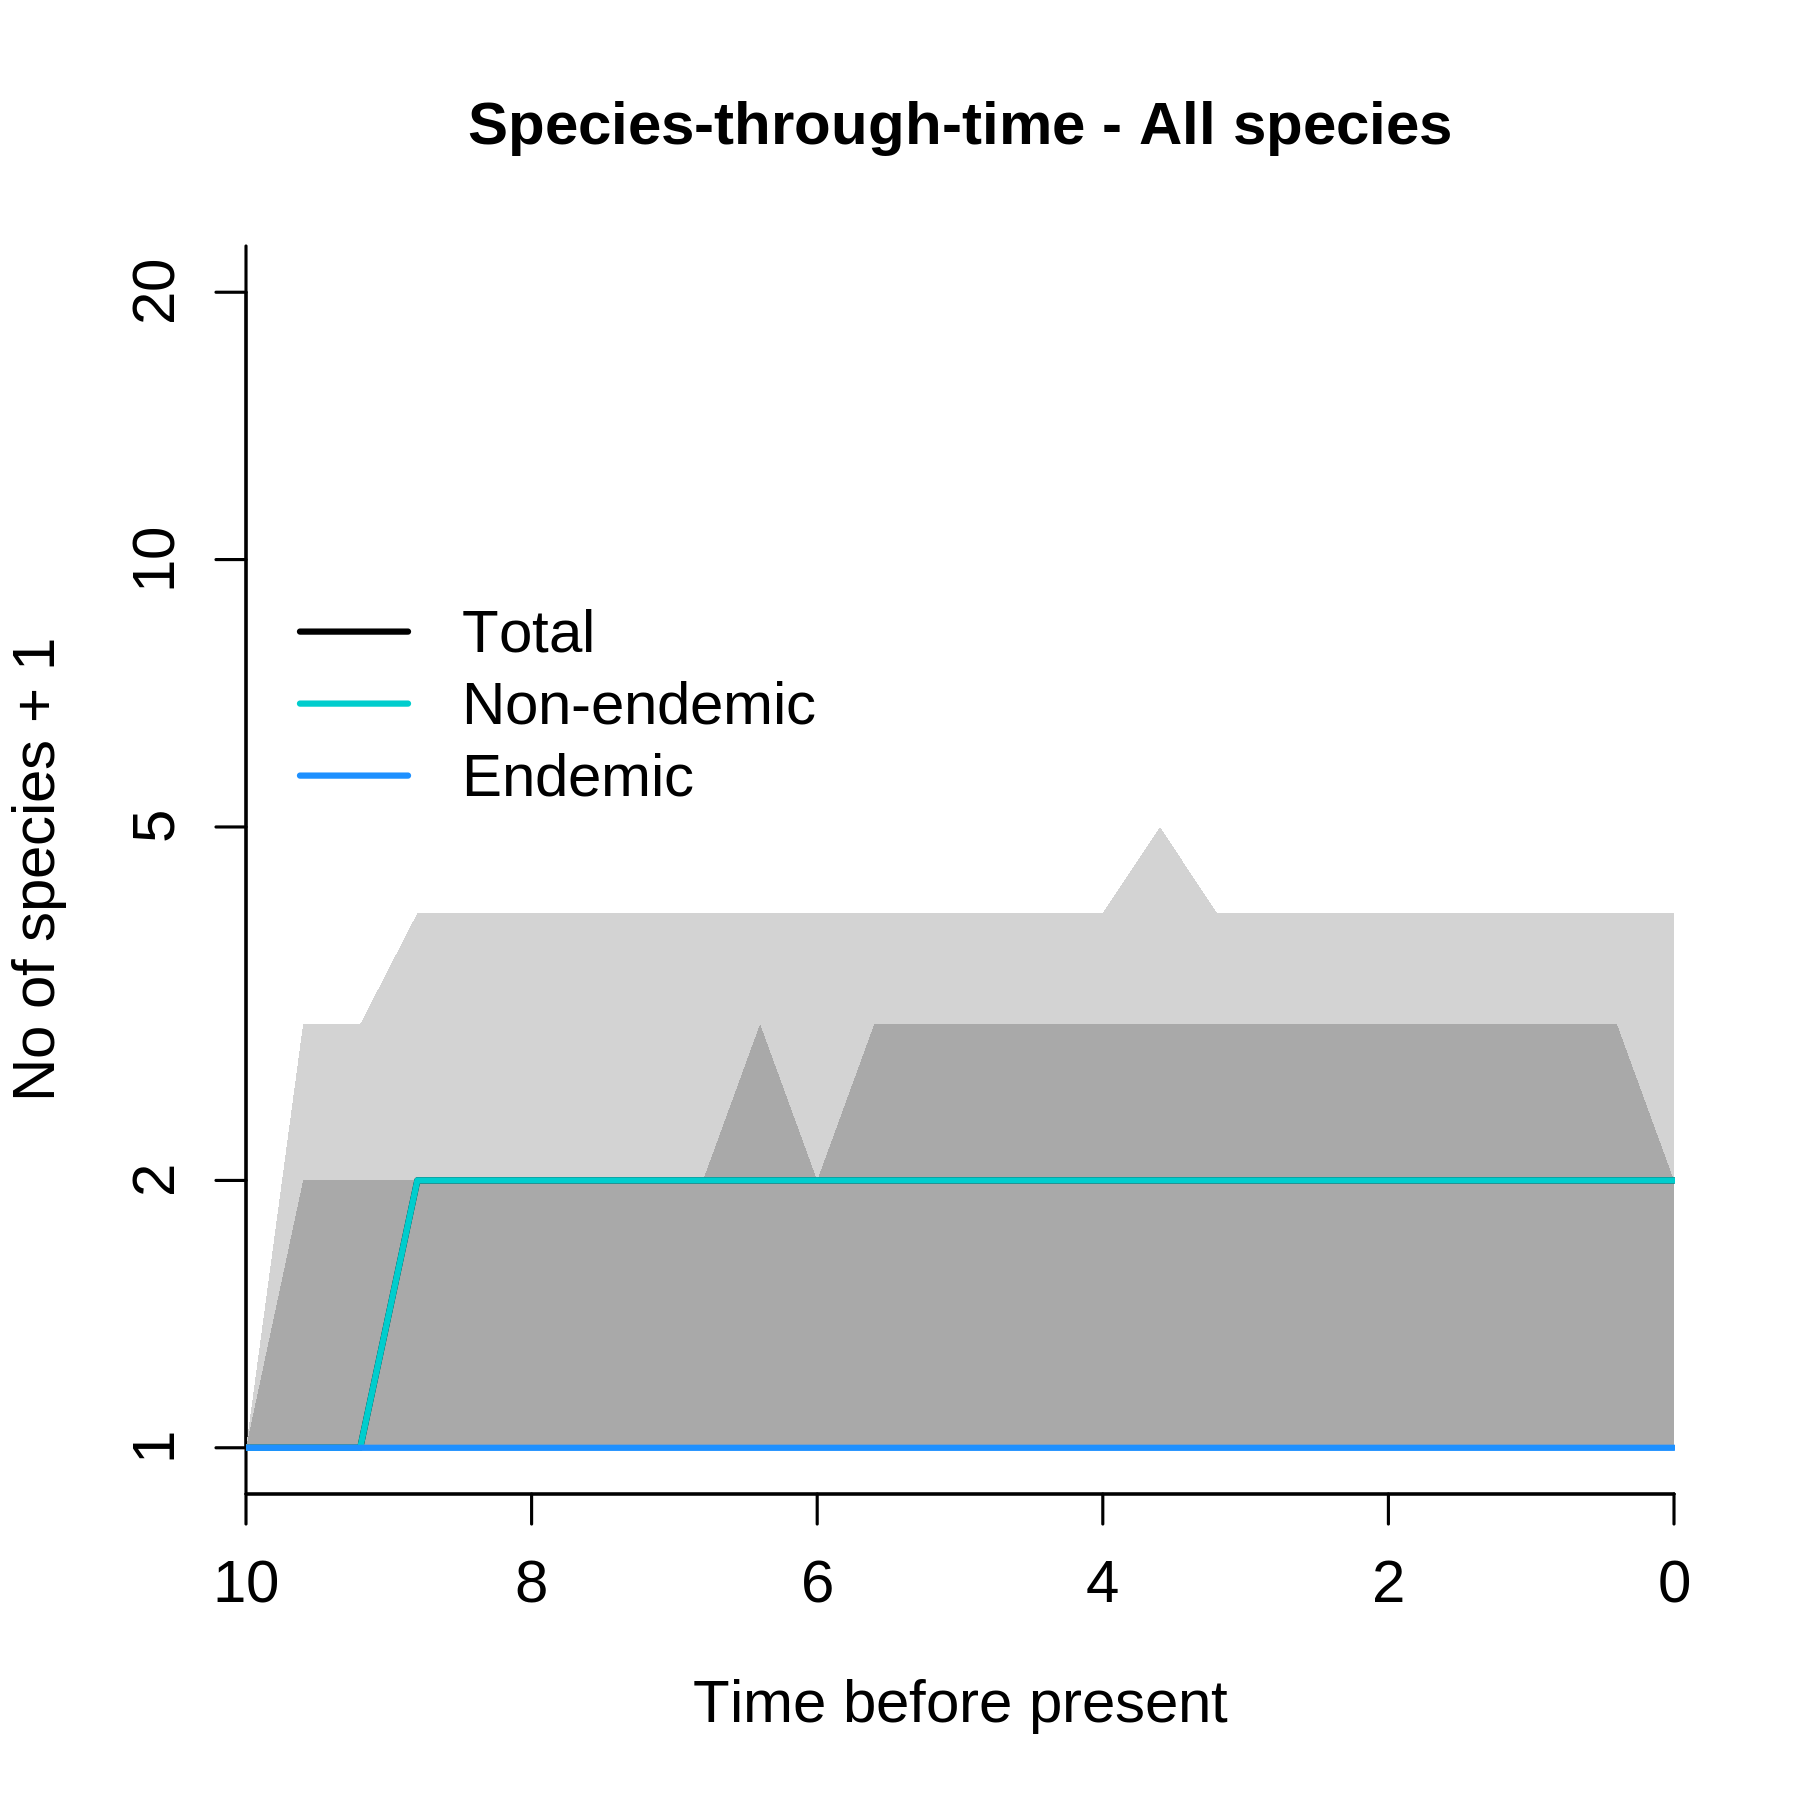 Species-through-time - All species
No of species + 1
20
10
5
2
1
Total
Non-endemic
Endemic
10 8 6 4 2 0
Time before present